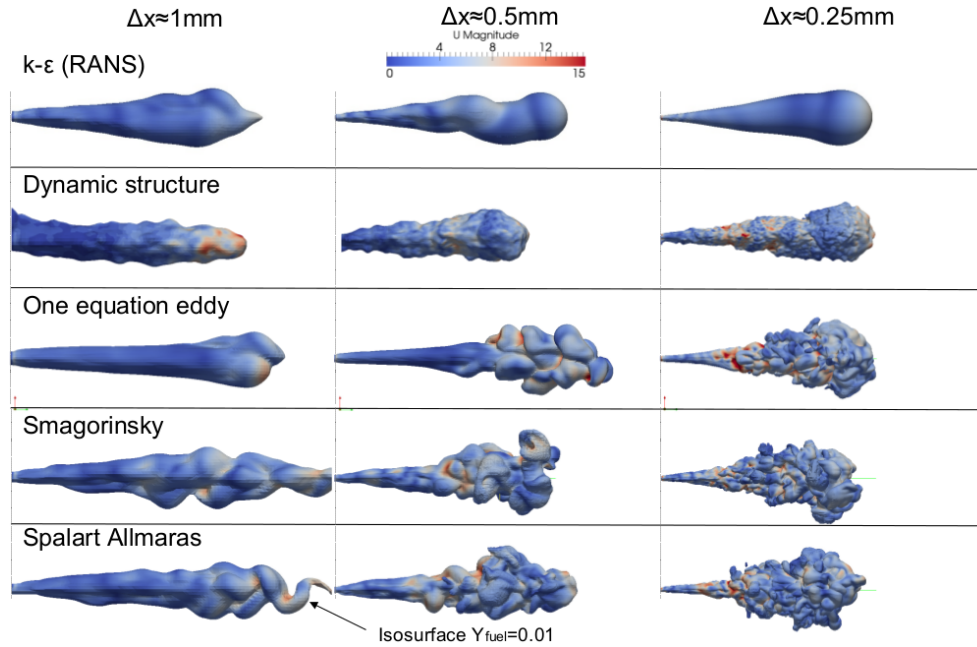 Δx≈1mm
Δx≈0.5mm
Δx≈0.25mm
U Magnitude
4 8 12
0 15
k-ε (RANS)
Dynamic structure
One equation eddy
Smagorinsky
Spalart Allmaras
Isosurface Yfuel=0.01